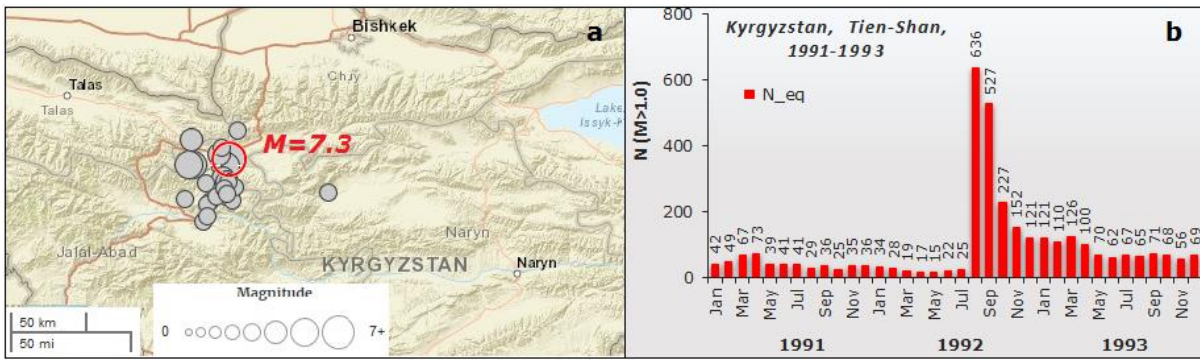 Bishkek
a
Talas
Chüy
Talas
Lake
Issyk-K
M=7.3
Jalal-Abad
Naryn
KYRGYZSTAN
Naryn
Magnitude
0
7+
50 km
50 mi
Kyrgyzstan, Tien-Shan,
1991-1993
b
N_eq
N (M>1.0)
800
600
400
200
0
42 49 67 73 39 41 41 29 36 25 35 36 34 28 19 17 15 22 25 636 527 227 152 121 121 110 126 100 70 62 67 65 71 68 56 69
Jan Mar May Jul Sep Nov Jan Mar May Jul Sep Nov Jan Mar May Jul Sep Nov
1991 1992 1993